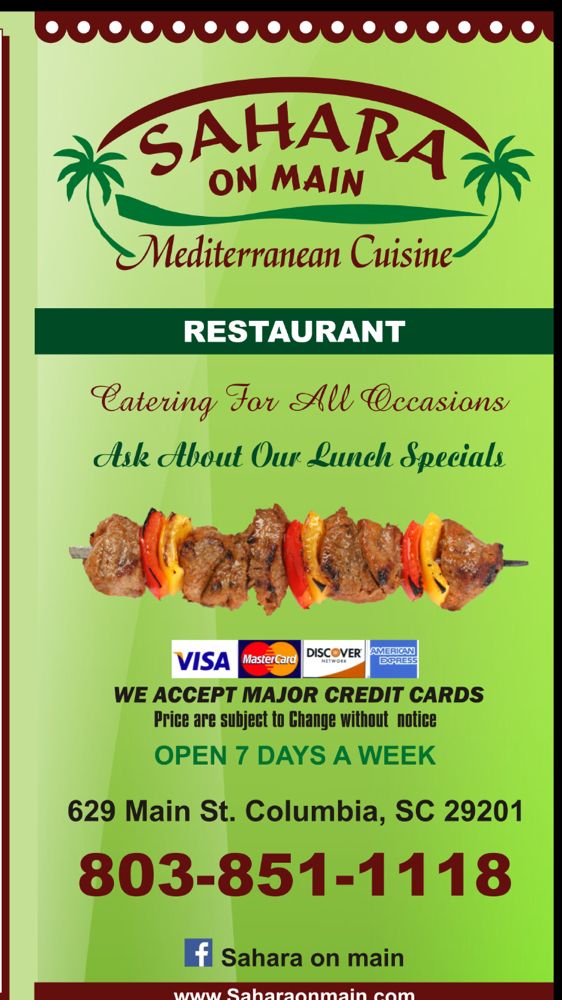 SAHARA
ON MAIN
Mediterranean Cuisine
RESTAURANT
Catering For All Occasions
Ask About Our Lunch Specials
VISA MasterCard DISCOVER NETWORK AMERICAN EXPRESS
WE ACCEPT MAJOR CREDIT CARDS
Price are subject to Change without notice
OPEN 7 DAYS A WEEK
629 Main St. Columbia, SC 29201
803-851-1118
f Sahara on main
www.Saharaonmain.com